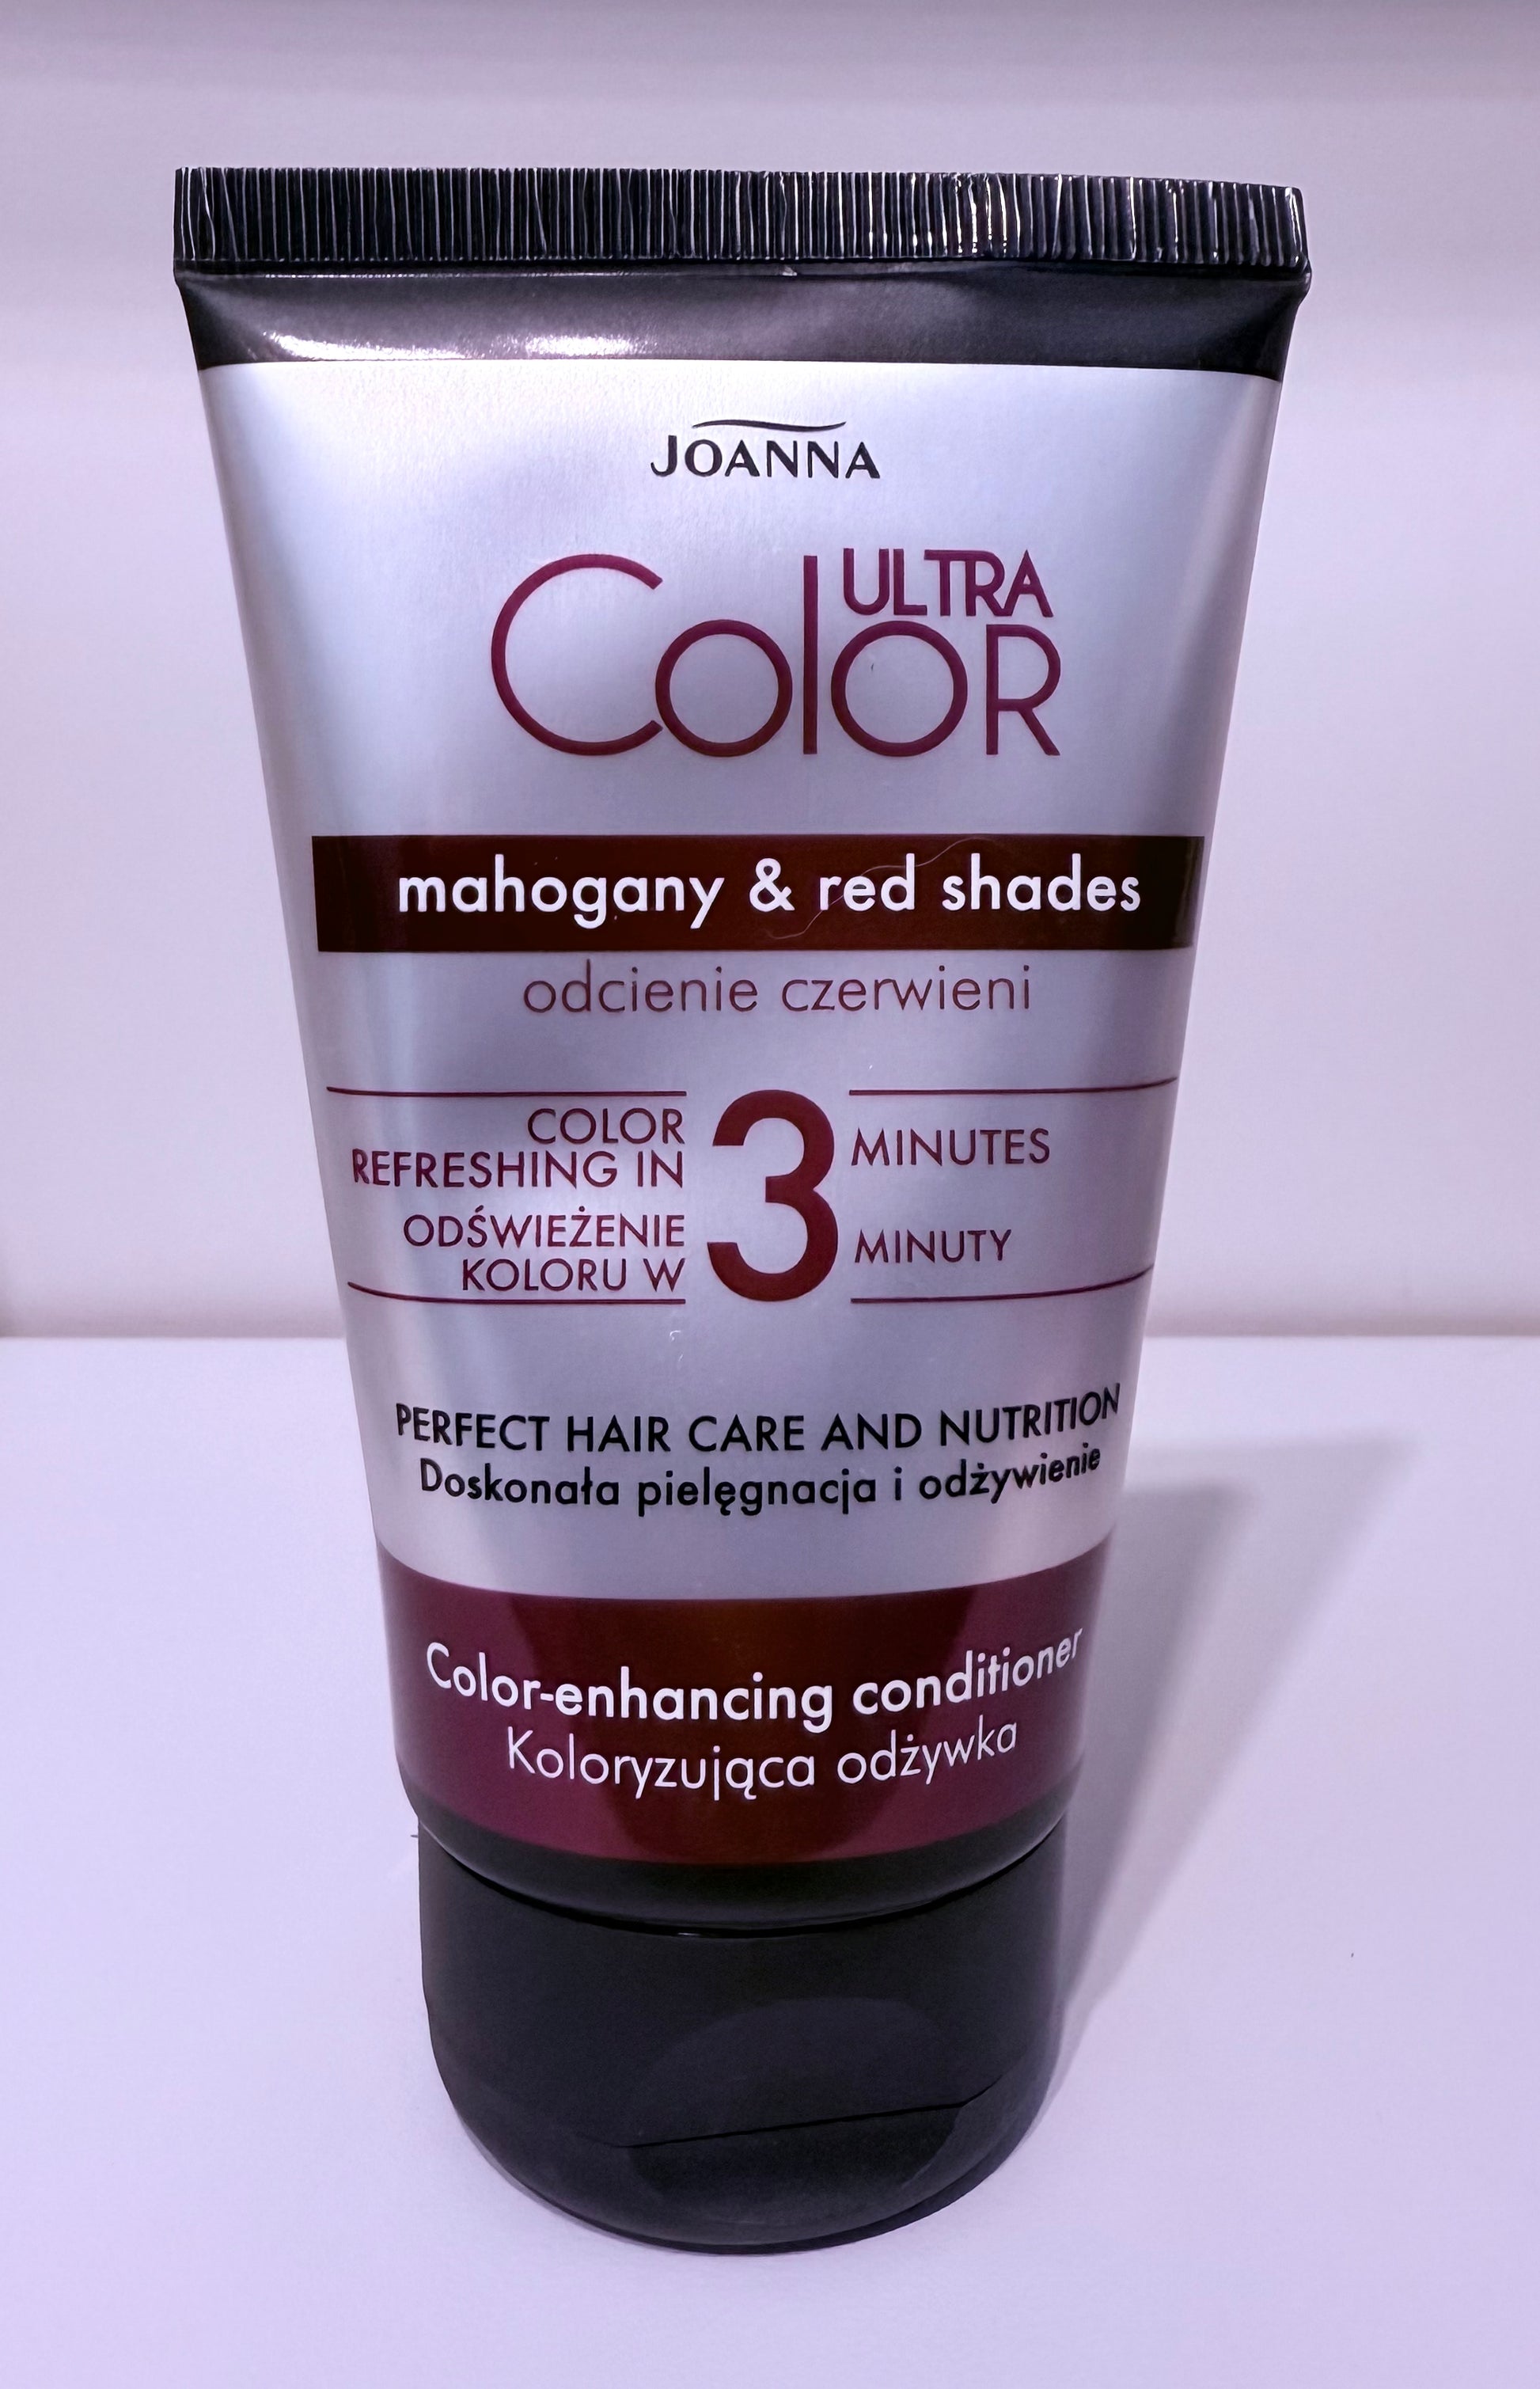 JOANNA
ULTRA
ColoR
mahogany & red shades
odcienie czerwieni
COLOR
REFRESHING IN
3
MINUTES
ODŚWIEŻENIE
KOLORU W
MINUTY
PERFECT HAIR CARE AND NUTRITION
Doskonała pielęgnacja i odżywienie
Color-enhancing conditioner
Koloryzująca odżywka